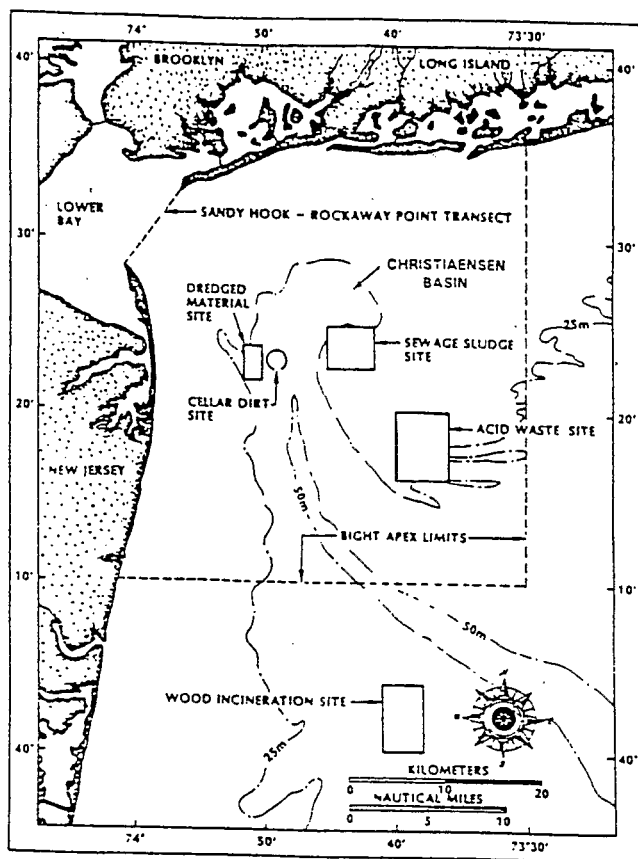 74° 50' 40' 73°30'
40' 40'
BROOKLYN
LONG ISLAND
LOWER
BAY
SANDY HOOK – ROCKAWAY POINT TRANSECT
30' 30'
CHRISTIAENSEN
BASIN
DREDGED
MATERIAL
SITE
25m
SEWAGE SLUDGE
SITE
CELLAR DIRT
SITE
20' 20'
ACID WASTE SITE
NEW JERSEY
50m
BIGHT APEX LIMITS
10' 10'
50m
WOOD INCINERATION SITE
25m
40' 40'
KILOMETERS
0 10 20
NAUTICAL MILES
0 5 10
74° 50' 40' 73°30'